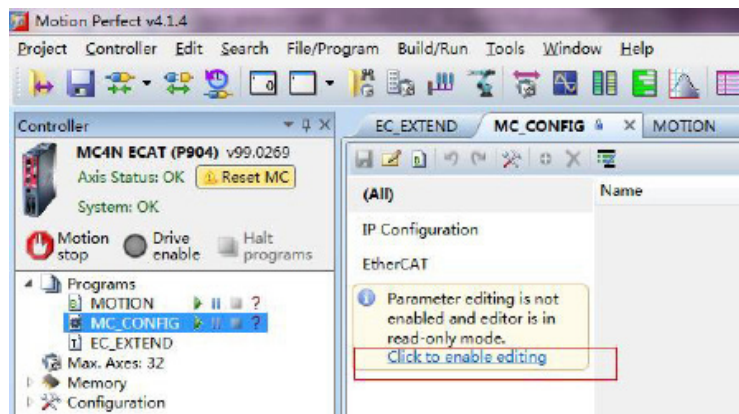 Motion Perfect v4.1.4
Project Controller Edit Search File/Program Build/Run Tools Window Help
Controller
MC4N ECAT (P904) v99.0269
Axis Status: OK Reset MC
System: OK
Motion stop
Drive enable
Halt programs
Programs
MOTION ?
MC_CONFIG ?
EC_EXTEND
Max. Axes: 32
Memory
Configuration
EC_EXTEND MC_CONFIG MOTION
(All)
Name
IP Configuration
EtherCAT
Parameter editing is not
enabled and editor is in
read-only mode.
Click to enable editing